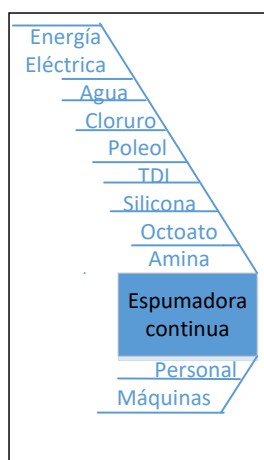 Energía
Eléctrica
Agua
Cloruro
Poleol
TDI
Silicona
Octoato
Amina
Espumadora
continua
Personal
Máquinas